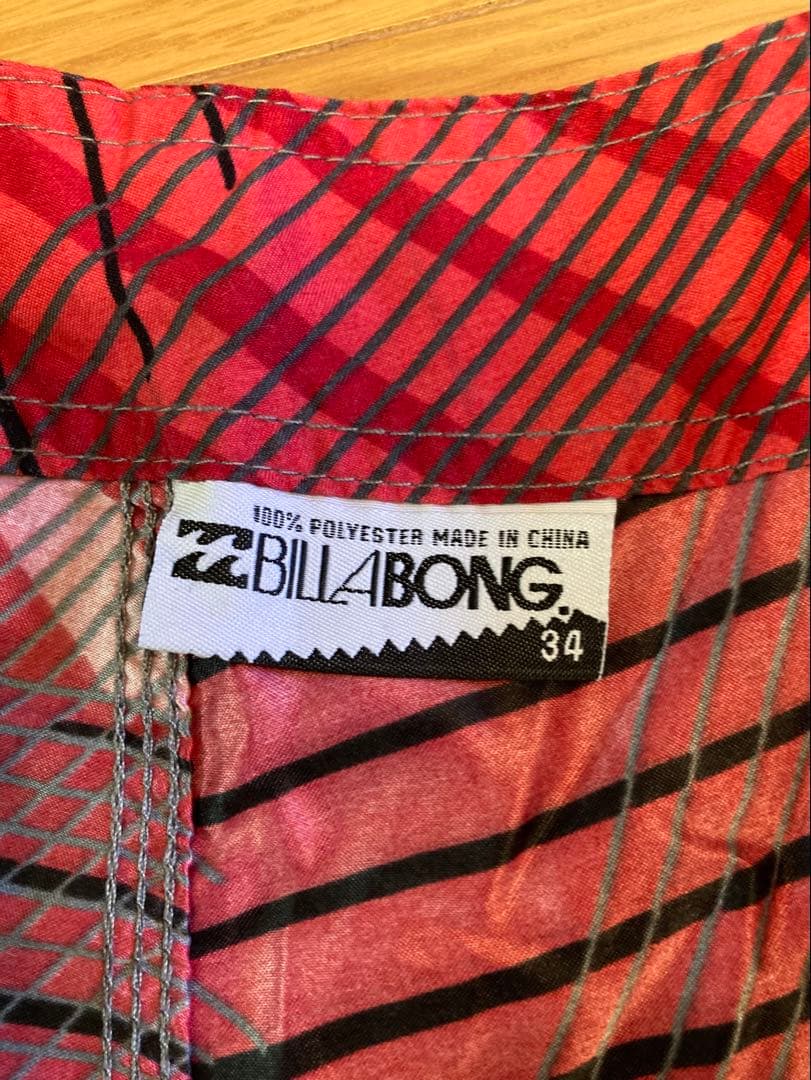 100% POLYESTER MADE IN CHINA
BILLABONG.
34